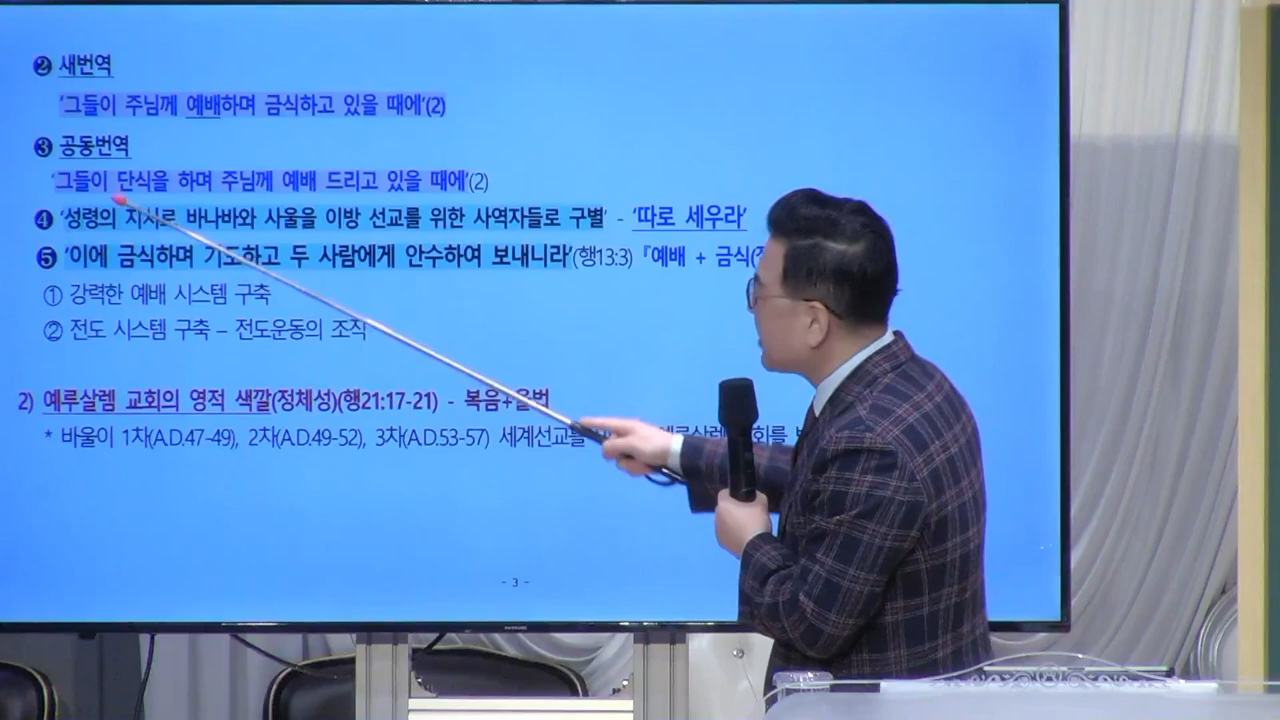 ❷ 새번역
'그들이 주님께 예배하며 금식하고 있을 때에'(2)
❸ 공동번역
'그들이 단식을 하며 주님께 예배 드리고 있을 때에'(2)
❹ '성령의 지시로 바나바와 사울을 이방 선교를 위한 사역자들로 구별' - '따로 세우라'
❺ '이에 금식하며 기도하고 두 사람에게 안수하여 보내니라'(행13:3) 『예배 + 금식(
① 강력한 예배 시스템 구축
② 전도 시스템 구축 – 전도운동의 조직
2) 예루살렘 교회의 영적 색깔(정체성)(행21:17-21) - 복음+율법
* 바울이 1차(A.D.47-49), 2차(A.D.49-52), 3차(A.D.53-57) 세계선교를 예루살렘 교회를
- 3 -